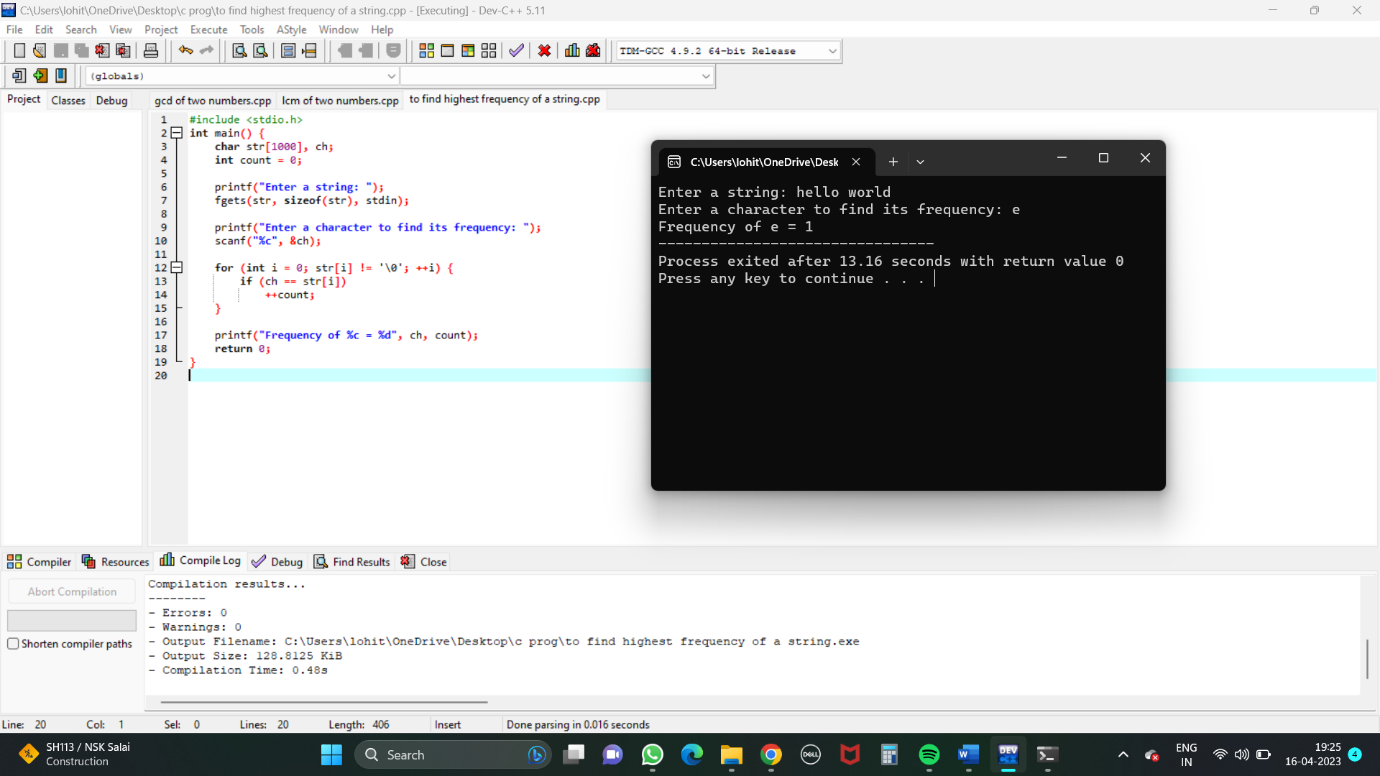 C:\Users\lohit\OneDrive\Desktop\c prog\to find highest frequency of a string.cpp - [Executing] - Dev-C++ 5.11
File Edit Search View Project Execute Tools AStyle Window Help
TDM-GCC 4.9.2 64-bit Release
(globals)
Project Classes Debug
gcd of two numbers.cpp lcm of two numbers.cpp to find highest frequency of a string.cpp
1 #include <stdio.h>
2 int main() {
3 char str[1000], ch;
4 int count = 0;
5
6 printf("Enter a string: ");
7 fgets(str, sizeof(str), stdin);
8
9 printf("Enter a character to find its frequency: ");
10 scanf("%c", &ch);
11
12 for (int i = 0; str[i] != '\0'; ++i) {
13 if (ch == str[i])
14 ++count;
15 }
16
17 printf("Frequency of %c = %d", ch, count);
18 return 0;
19 }
20
C:\Users\lohit\OneDrive\Desk
Enter a string: hello world
Enter a character to find its frequency: e
Frequency of e = 1
--------------------------------
Process exited after 13.16 seconds with return value 0
Press any key to continue . . .
Compiler Resources Compile Log Debug Find Results Close
Abort Compilation
Shorten compiler paths
Compilation results...
--------
- Errors: 0
- Warnings: 0
- Output Filename: C:\Users\lohit\OneDrive\Desktop\c prog\to find highest frequency of a string.exe
- Output Size: 128.8125 KiB
- Compilation Time: 0.48s
Line: 20 Col: 1 Sel: 0 Lines: 20 Length: 406 Insert Done parsing in 0.016 seconds
SH113 / NSK Salai
Construction
Search
DELL
W
DEV
ENG
IN
19:25
16-04-2023
4